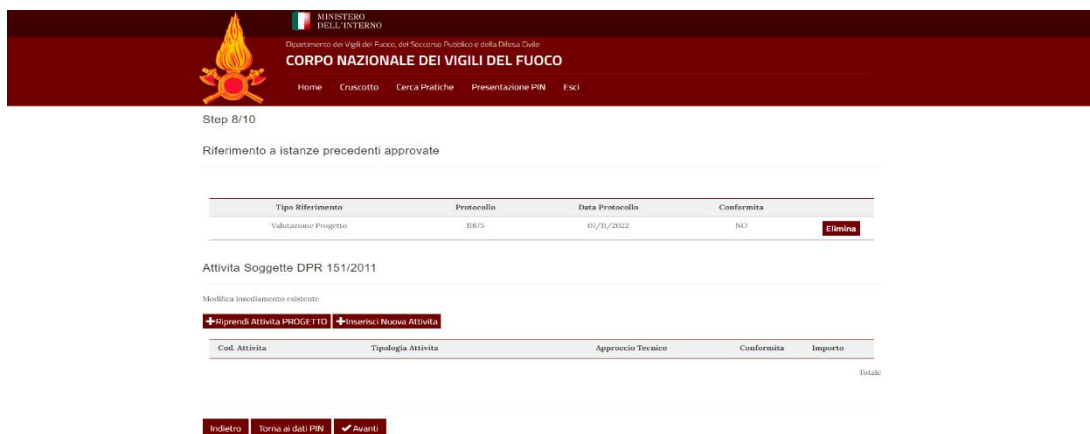 MINISTERO
DELL'INTERNO
Dipartimento dei Vigili del Fuoco, del Soccorso Pubblico e della Difesa Civile
CORPO NAZIONALE DEI VIGILI DEL FUOCO
Home Cruscotto Cerca Pratiche Presentazione PIN Esci
Step 8/10
Riferimento a istanze precedenti approvate
Tipo Riferimento Protocollo Data Protocollo Conformita
Valutazione Progetto 11875 07/11/2022 NO Elimina
Attivita Soggette DPR 151/2011
Modifica insediamento esistente
Riprendi Attivita PROGETTO Inserisci Nuova Attivita
Cod. Attivita Tipologia Attivita Approccio Tecnico Conformita Importo
Totale
Indietro Torna ai dati PIN Avanti